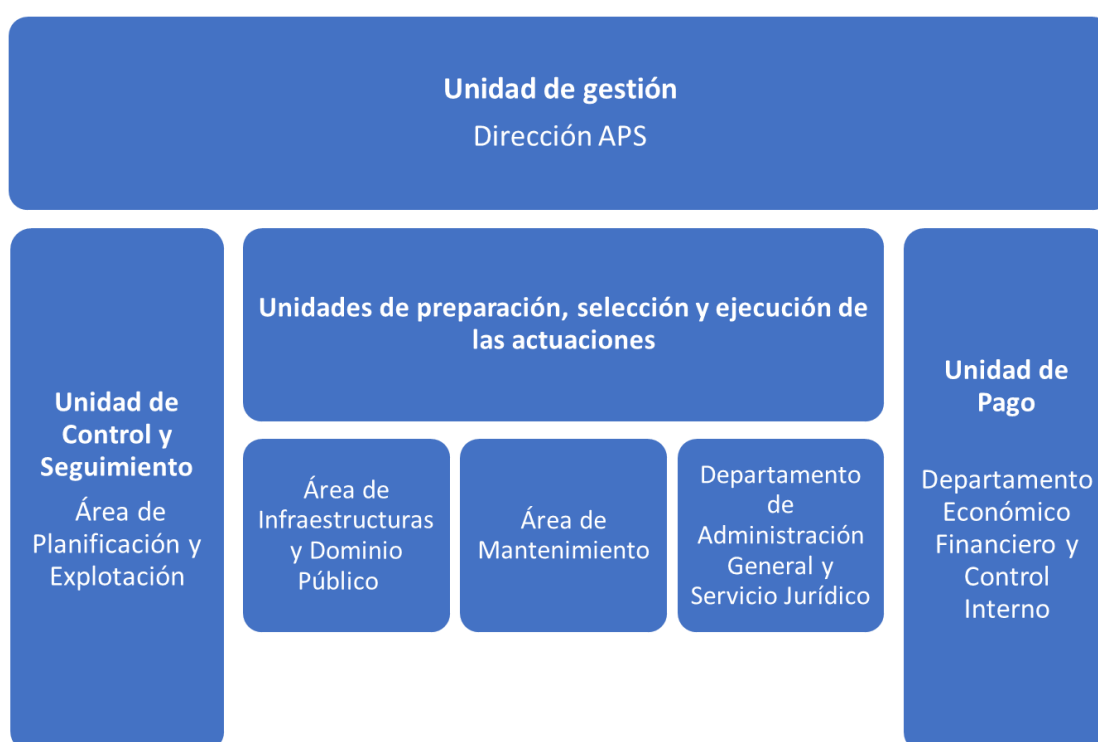 Unidad de gestión
Dirección APS
Unidad de
Control y
Seguimiento
Área de
Planificación y
Explotación
Unidades de preparación, selección y ejecución de
las actuaciones
Área de
Infraestructuras
y Dominio
Público
Área de
Mantenimiento
Departamento
de
Administración
General y
Servicio Jurídico
Unidad de
Pago
Departamento
Económico
Financiero y
Control
Interno